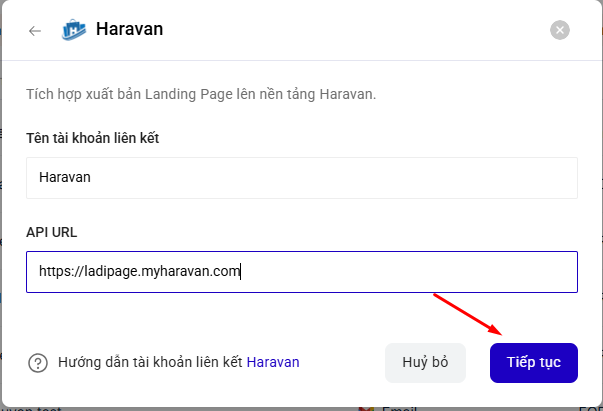 Haravan
Tích hợp xuất bản Landing Page lên nền tảng Haravan.
Tên tài khoản liên kết
Haravan
API URL
https://ladipage.myharavan.com
Hướng dẫn tài khoản liên kết Haravan
Huỷ bỏ
Tiếp tục
Email